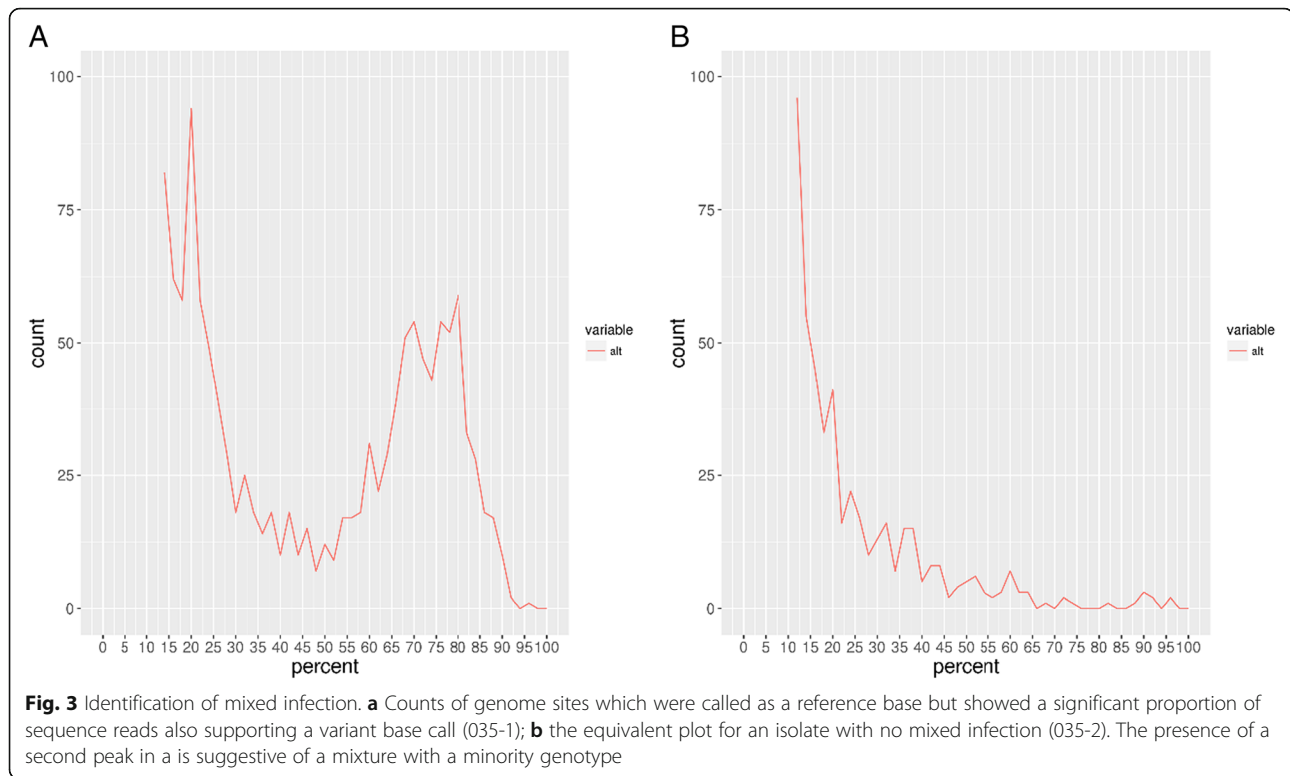 A
B
100
75
50
25
0
count
0 5 10 15 20 25 30 35 40 45 50 55 60 65 70 75 80 85 90 95 100
percent
variable
alt
100
75
50
25
0
count
0 5 10 15 20 25 30 35 40 45 50 55 60 65 70 75 80 85 90 95 100
percent
variable
alt
Fig. 3 Identification of mixed infection. a Counts of genome sites which were called as a reference base but showed a significant proportion of
sequence reads also supporting a variant base call (035-1); b the equivalent plot for an isolate with no mixed infection (035-2). The presence of a
second peak in a is suggestive of a mixture with a minority genotype